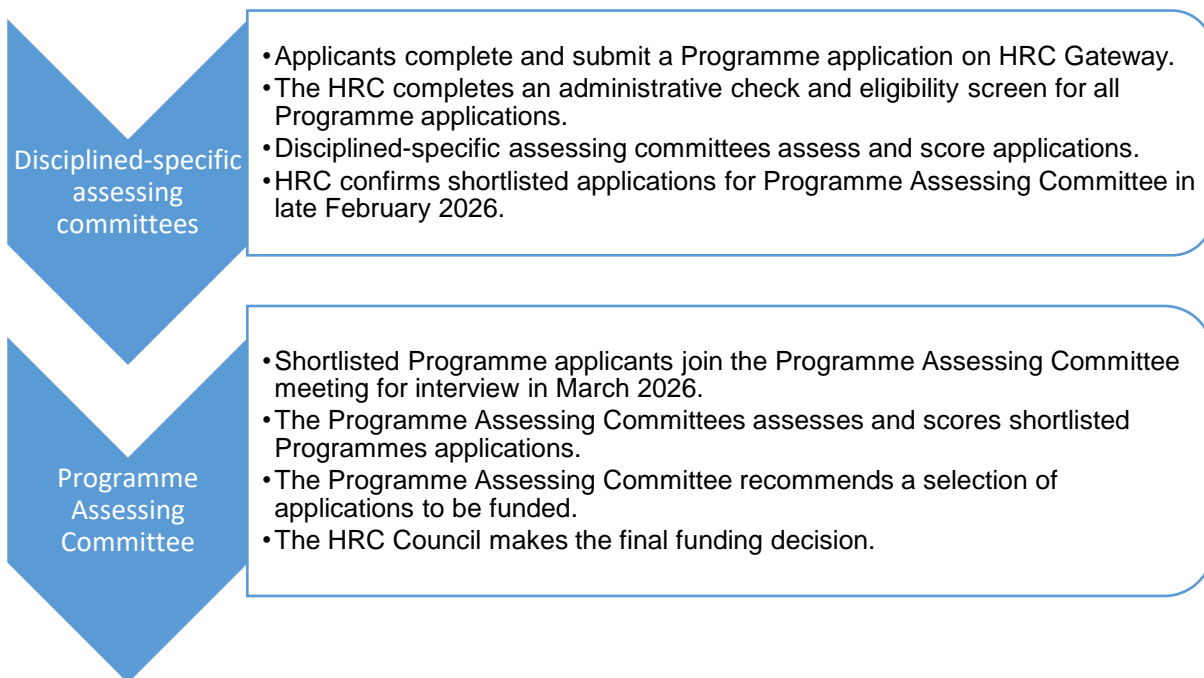 Disciplined-specific
assessing
committees
•Applicants complete and submit a Programme application on HRC Gateway.
•The HRC completes an administrative check and eligibility screen for all
Programme applications.
•Disciplined-specific assessing committees assess and score applications.
•HRC confirms shortlisted applications for Programme Assessing Committee in
late February 2026.
Programme
Assessing
Committee
•Shortlisted Programme applicants join the Programme Assessing Committee
meeting for interview in March 2026.
•The Programme Assessing Committees assesses and scores shortlisted
Programmes applications.
•The Programme Assessing Committee recommends a selection of
applications to be funded.
•The HRC Council makes the final funding decision.